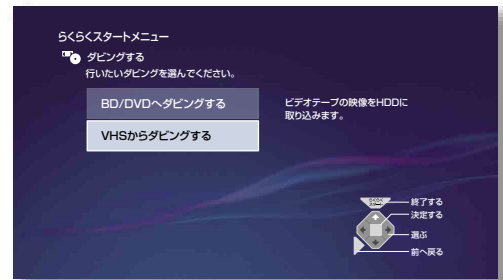 らくらくスタートメニュー
ダビングする
行いたいダビングを選んでください。
BD/DVDへダビングする
ビデオテープの映像をHDDに
取り込みます。
VHSからダビングする
終了する
決定する
選ぶ
前へ戻る